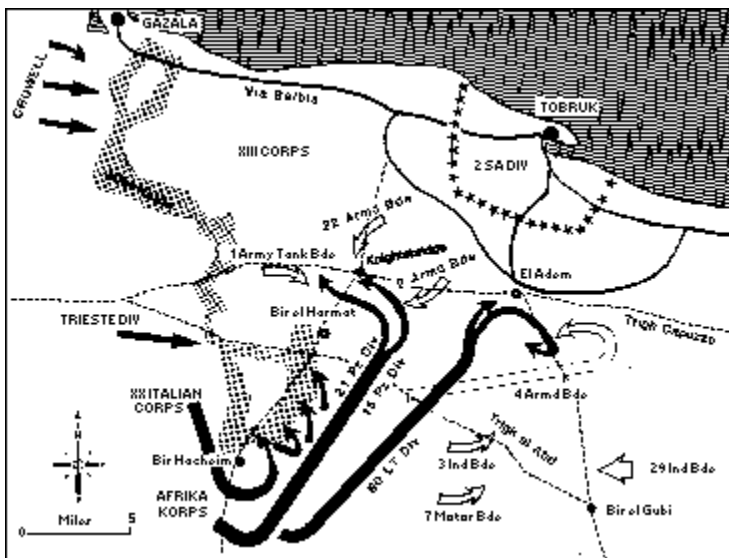 GAZALA
CRUWELL
Via Balbia
TOBRUK
XIII CORPS
2 SA DIV
22 Armd Bde
1 Army Tank Bde
Knightsbridge
2 Armd Bde
El Adem
Trigh Capuzzo
TRIESTE DIV
Bir el Harmat
21 Pz Div
15 Pz Div
4 Armd Bde
XX ITALIAN
CORPS
90 LT DIV
Trigh el Abd
N
Bir Hacheim
3 Ind Bde
29 Ind Bde
AFRIKA
KORPS
7 Motor Bde
Bir el Gubi
0 Miles 5